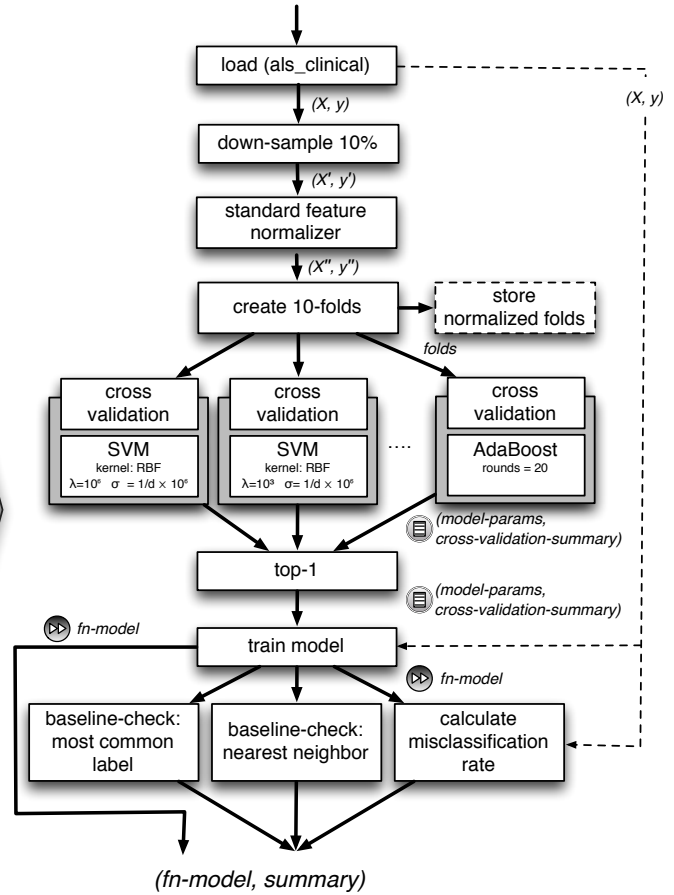 load (als_clinical)
(X, y)
(X, y)
down-sample 10%
(X', y')
standard feature
normalizer
(X'', y'')
create 10-folds
store
normalized folds
folds
cross
validation
SVM
kernel: RBF
λ=10⁶ σ = 1/d × 10⁶
cross
validation
SVM
kernel: RBF
λ=10³ σ= 1/d × 10⁶
....
cross
validation
AdaBoost
rounds = 20
(model-params,
cross-validation-summary)
top-1
(model-params,
cross-validation-summary)
fn-model
train model
fn-model
baseline-check:
most common
label
baseline-check:
nearest neighbor
calculate
misclassification
rate
(fn-model, summary)